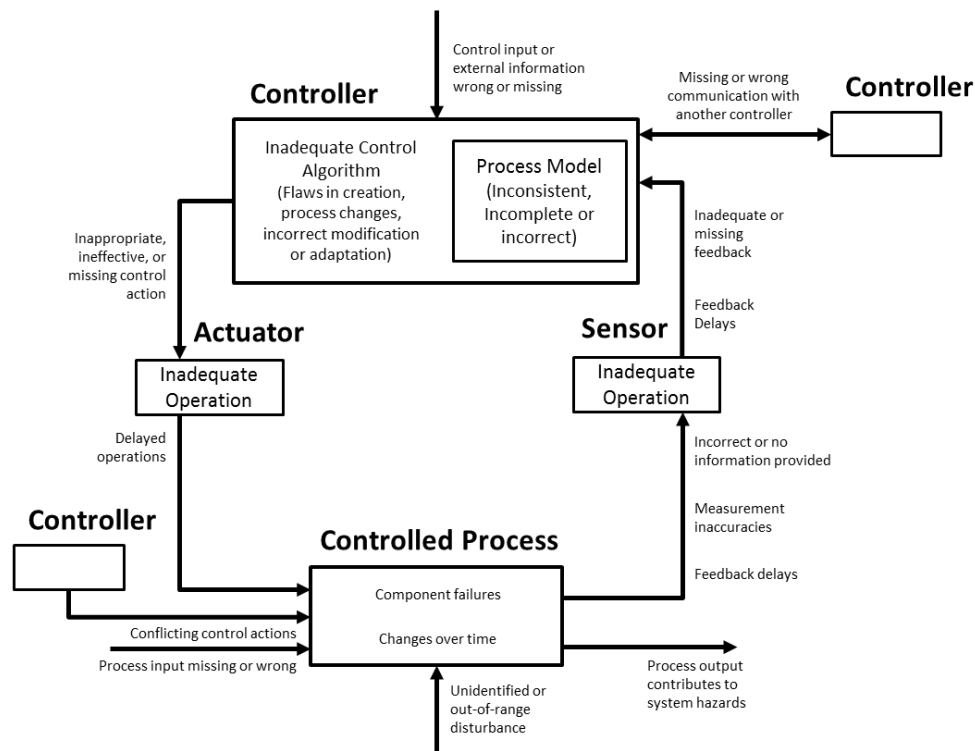 Control input or
external information
wrong or missing
Controller
Missing or wrong
communication with
another controller
Controller
Inadequate Control
Algorithm
(Flaws in creation,
process changes,
incorrect modification
or adaptation)
Process Model
(Inconsistent,
Incomplete or
incorrect)
Inappropriate,
ineffective, or
missing control
action
Inadequate or
missing
feedback
Feedback
Delays
Actuator
Inadequate
Operation
Sensor
Inadequate
Operation
Delayed
operations
Incorrect or no
information provided
Measurement
inaccuracies
Feedback delays
Controller
Controlled Process
Component failures
Changes over time
Conflicting control actions
Process input missing or wrong
Unidentified or
out-of-range
disturbance
Process output
contributes to
system hazards